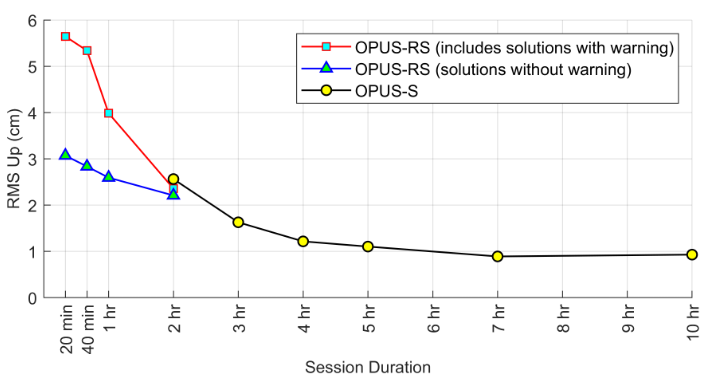 6
5
4
3
2
1
0
RMS Up (cm)
OPUS-RS (includes solutions with warning)
OPUS-RS (solutions without warning)
OPUS-S
20 min
40 min
1 hr
2 hr
3 hr
4 hr
5 hr
6 hr
7 hr
8 hr
9 hr
10 hr
Session Duration